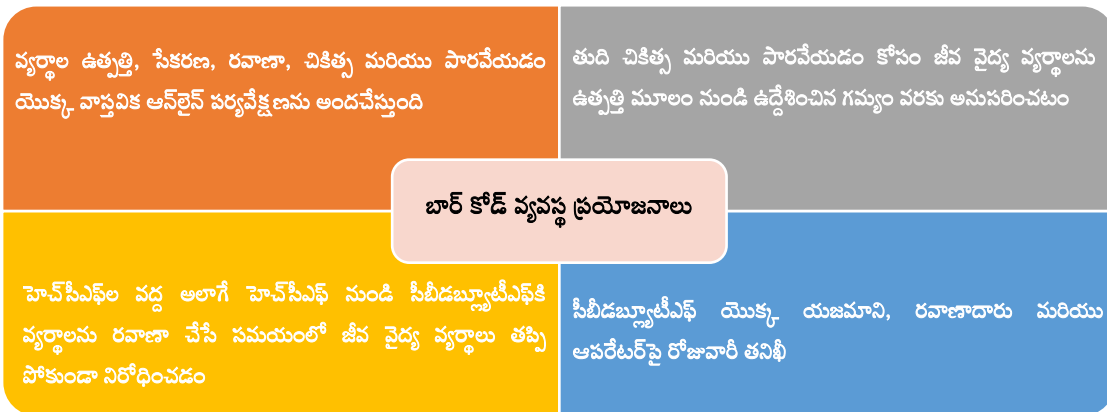 వ్యర్థాల ఉత్పత్తి, సేకరణ, రవాణా, చికిత్స మరియు పారవేయడం
యొక్క వాస్తవిక ఆన్‌లైన్ పర్యవేక్షణను అందచేస్తుంది
తుది చికిత్స మరియు పారవేయడం కోసం జీవ వైద్య వ్యర్థాలను
ఉత్పత్తి మూలం నుండి ఉద్దేశించిన గమ్యం వరకు అనుసరించటం
బార్ కోడ్ వ్యవస్థ ప్రయోజనాలు
హెచ్‌సీఎఫ్‌ల వద్ద అలాగే హెచ్‌సీఎఫ్ నుండి సీబీడబ్ల్యూటీఎఫ్‌కి
వ్యర్థాలను రవాణా చేసే సమయంలో జీవ వైద్య వ్యర్థాలు తప్పి
పోకుండా నిరోధించడం
సీబీడబ్ల్యూటీఎఫ్ యొక్క యజమాని, రవాణాదారు మరియు
ఆపరేటర్‌పై రోజువారీ తనిఖీ